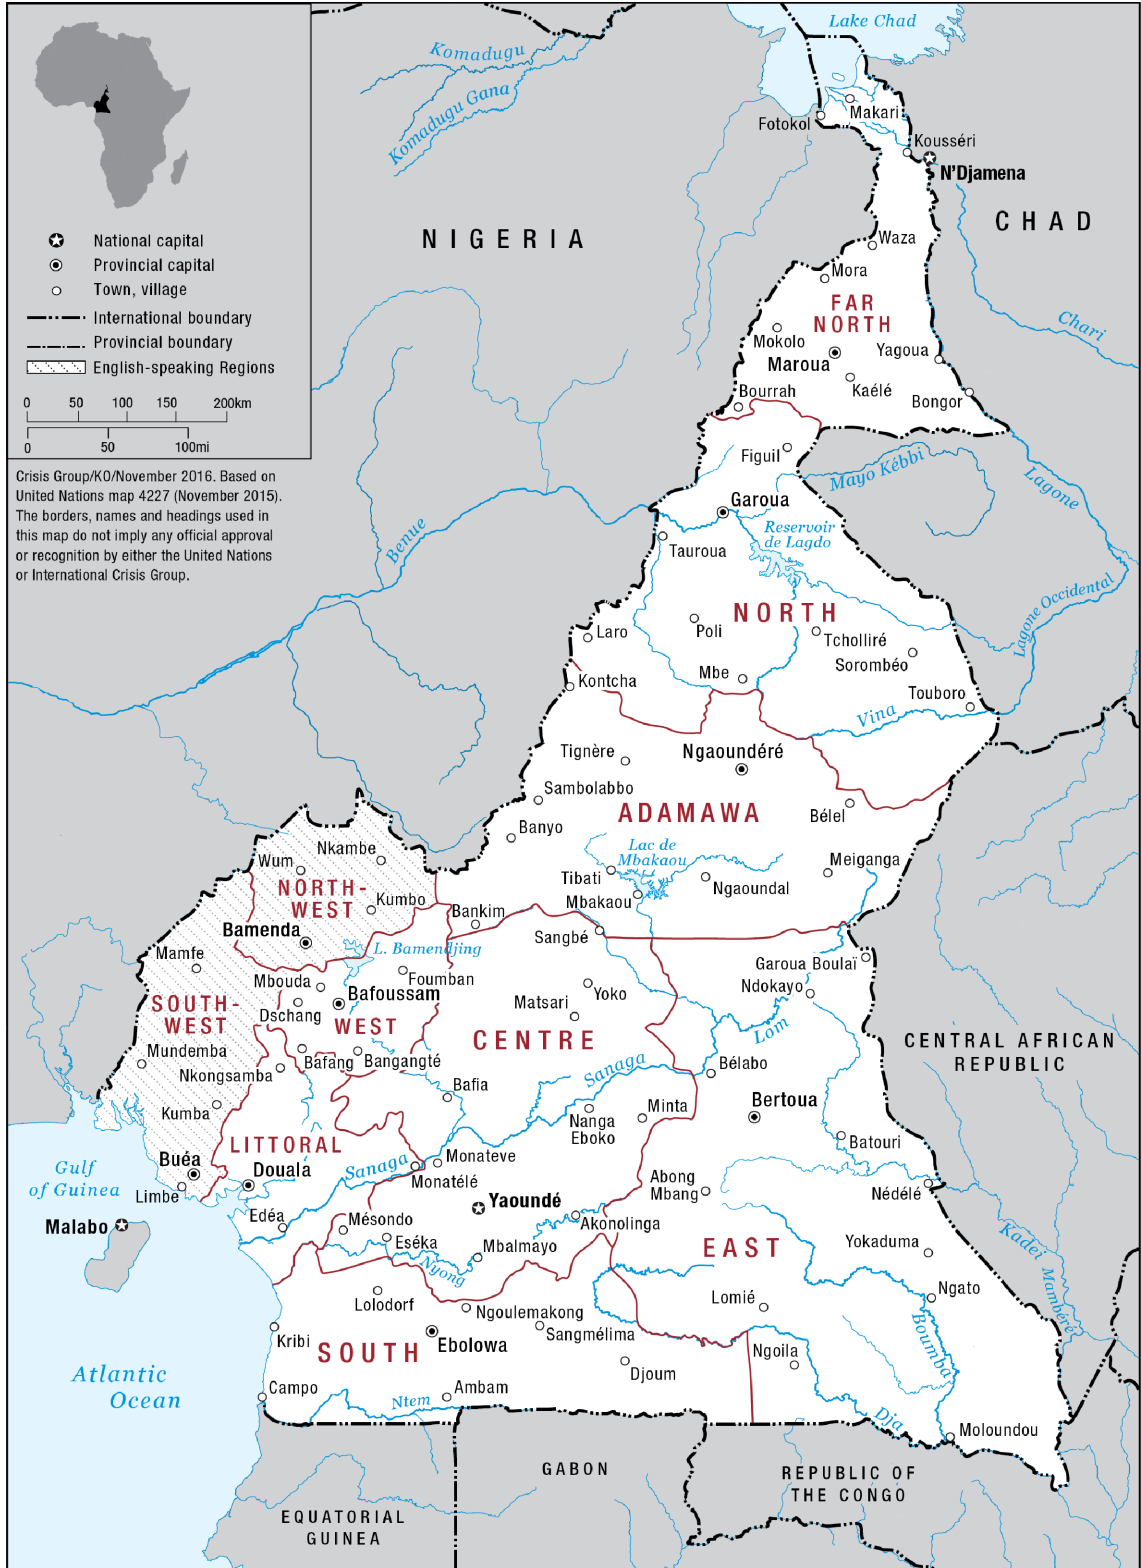 Lake Chad
Komadugu
Komadugu Gana
Makari
Fotokol
Kousséri
N'Djamena
CHAD
NIGERIA
National capital
Provincial capital
Town, village
International boundary
Provincial boundary
English-speaking Regions
0 50 100 150 200km
0 50 100mi
Crisis Group/KO/November 2016. Based on
United Nations map 4227 (November 2015).
The borders, names and headings used in
this map do not imply any official approval
or recognition by either the United Nations
or International Crisis Group.
Waza
Mora
FAR
NORTH
Chari
Mokolo
Maroua
Yagoua
Kaélé
Bourrah
Bongor
Figuil
Mayo Kébbi
Lagone
Garoua
Reservoir
de Lagdo
Benue
Tauroua
Lagone Occidental
NORTH
Laro
Poli
Tcholliré
Sorombéo
Kontcha
Mbe
Touboro
Vina
Tignère
Ngaoundéré
Sambolabbo
ADAMAWA
Bélel
Banyo
Lac de
Mbakaou
Nkambe
Wum
Meiganga
Tibati
Ngaoundal
NORTH-
WEST
Kumbo
Mbakaou
Bankim
Bamenda
Sangbé
L. Bamendjing
Mamfe
Garoua Boulaï
Foumban
Mbouda
Ndokayo
Yoko
Bafoussam
SOUTH-
WEST
Matsari
Dschang
WEST
Lom
CENTRE
CENTRAL AFRICAN
REPUBLIC
Mundemba
Bafang
Bangangté
Nkongsamba
Sanaga
Bélabo
Bafia
Bertoua
Kumba
Minta
Nanga
Eboko
LITTORAL
Batouri
Buéa
Monateve
Gulf
of Guinea
Doualá
Sanaga
Monatélé
Abong
Mbang
Limbe
Nédélé
Yaoundé
Malabo
Edéa
Mésondo
Akonolinga
Eséka
Mbalmayo
EAST
Yokaduma
Kadei
Nyong
Mambéré
Ngato
Lolodorf
Ngoulemakong
Lomié
Sangmélima
Boumba
Kribi
SOUTH
Ebolowa
Ngoila
Djoum
Atlantic
Ocean
Campo
Ambam
Ntem
Dja
Moloundou
GABON
REPUBLIC OF
THE CONGO
EQUATORIAL
GUINEA